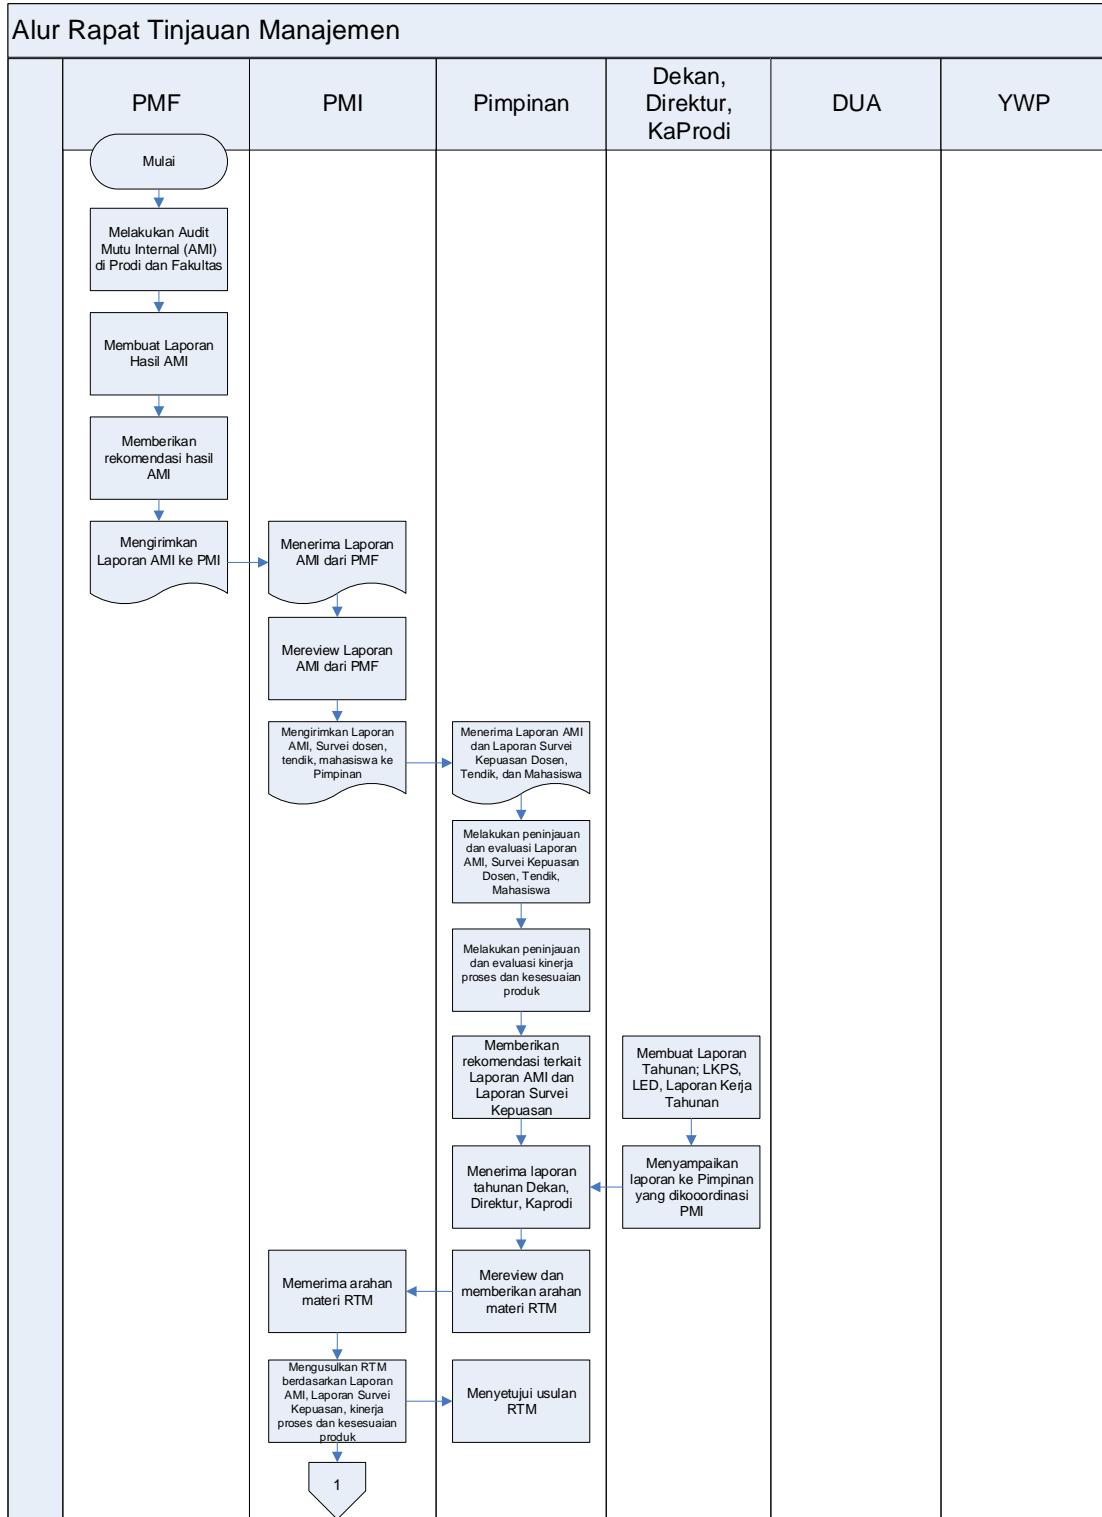 Alur Rapat Tinjauan Manajemen
PMF
PMI
Pimpinan
Dekan,
Direktur,
KaProdi
DUA
YWP
Mulai
Melakukan Audit
Mutu Internal (AMI)
di Prodi dan Fakultas
Membuat Laporan
Hasil AMI
Memberikan
rekomendasi hasil
AMI
Mengirimkan
Laporan AMI ke PMI
Menerima Laporan
AMI dari PMF
Mereview Laporan
AMI dari PMF
Mengirimkan Laporan
AMI, Survei dosen,
tendik, mahasiswa ke
Pimpinan
Menerima Laporan AMI
dan Laporan Survei
Kepuasan Dosen,
Tendik, dan Mahasiswa
Melakukan peninjauan
dan evaluasi Laporan
AMI, Survei Kepuasan
Dosen, Tendik,
Mahasiswa
Melakukan peninjauan
dan evaluasi kinerja
proses dan kesesuaian
produk
Memberikan
rekomendasi terkait
Laporan AMI dan
Laporan Survei
Kepuasan
Membuat Laporan
Tahunan; LKPS,
LED, Laporan Kerja
Tahunan
Menerima laporan
tahunan Dekan,
Direktur, Kaprodi
Menyampaikan
laporan ke Pimpinan
yang dikooordinasi
PMI
Memerima arahan
materi RTM
Mereview dan
memberikan arahan
materi RTM
Mengusulkan RTM
berdasarkan Laporan
AMI, Laporan Survei
Kepuasan, kinerja
proses dan kesesuaian
produk
Menyetujui usulan
RTM
1